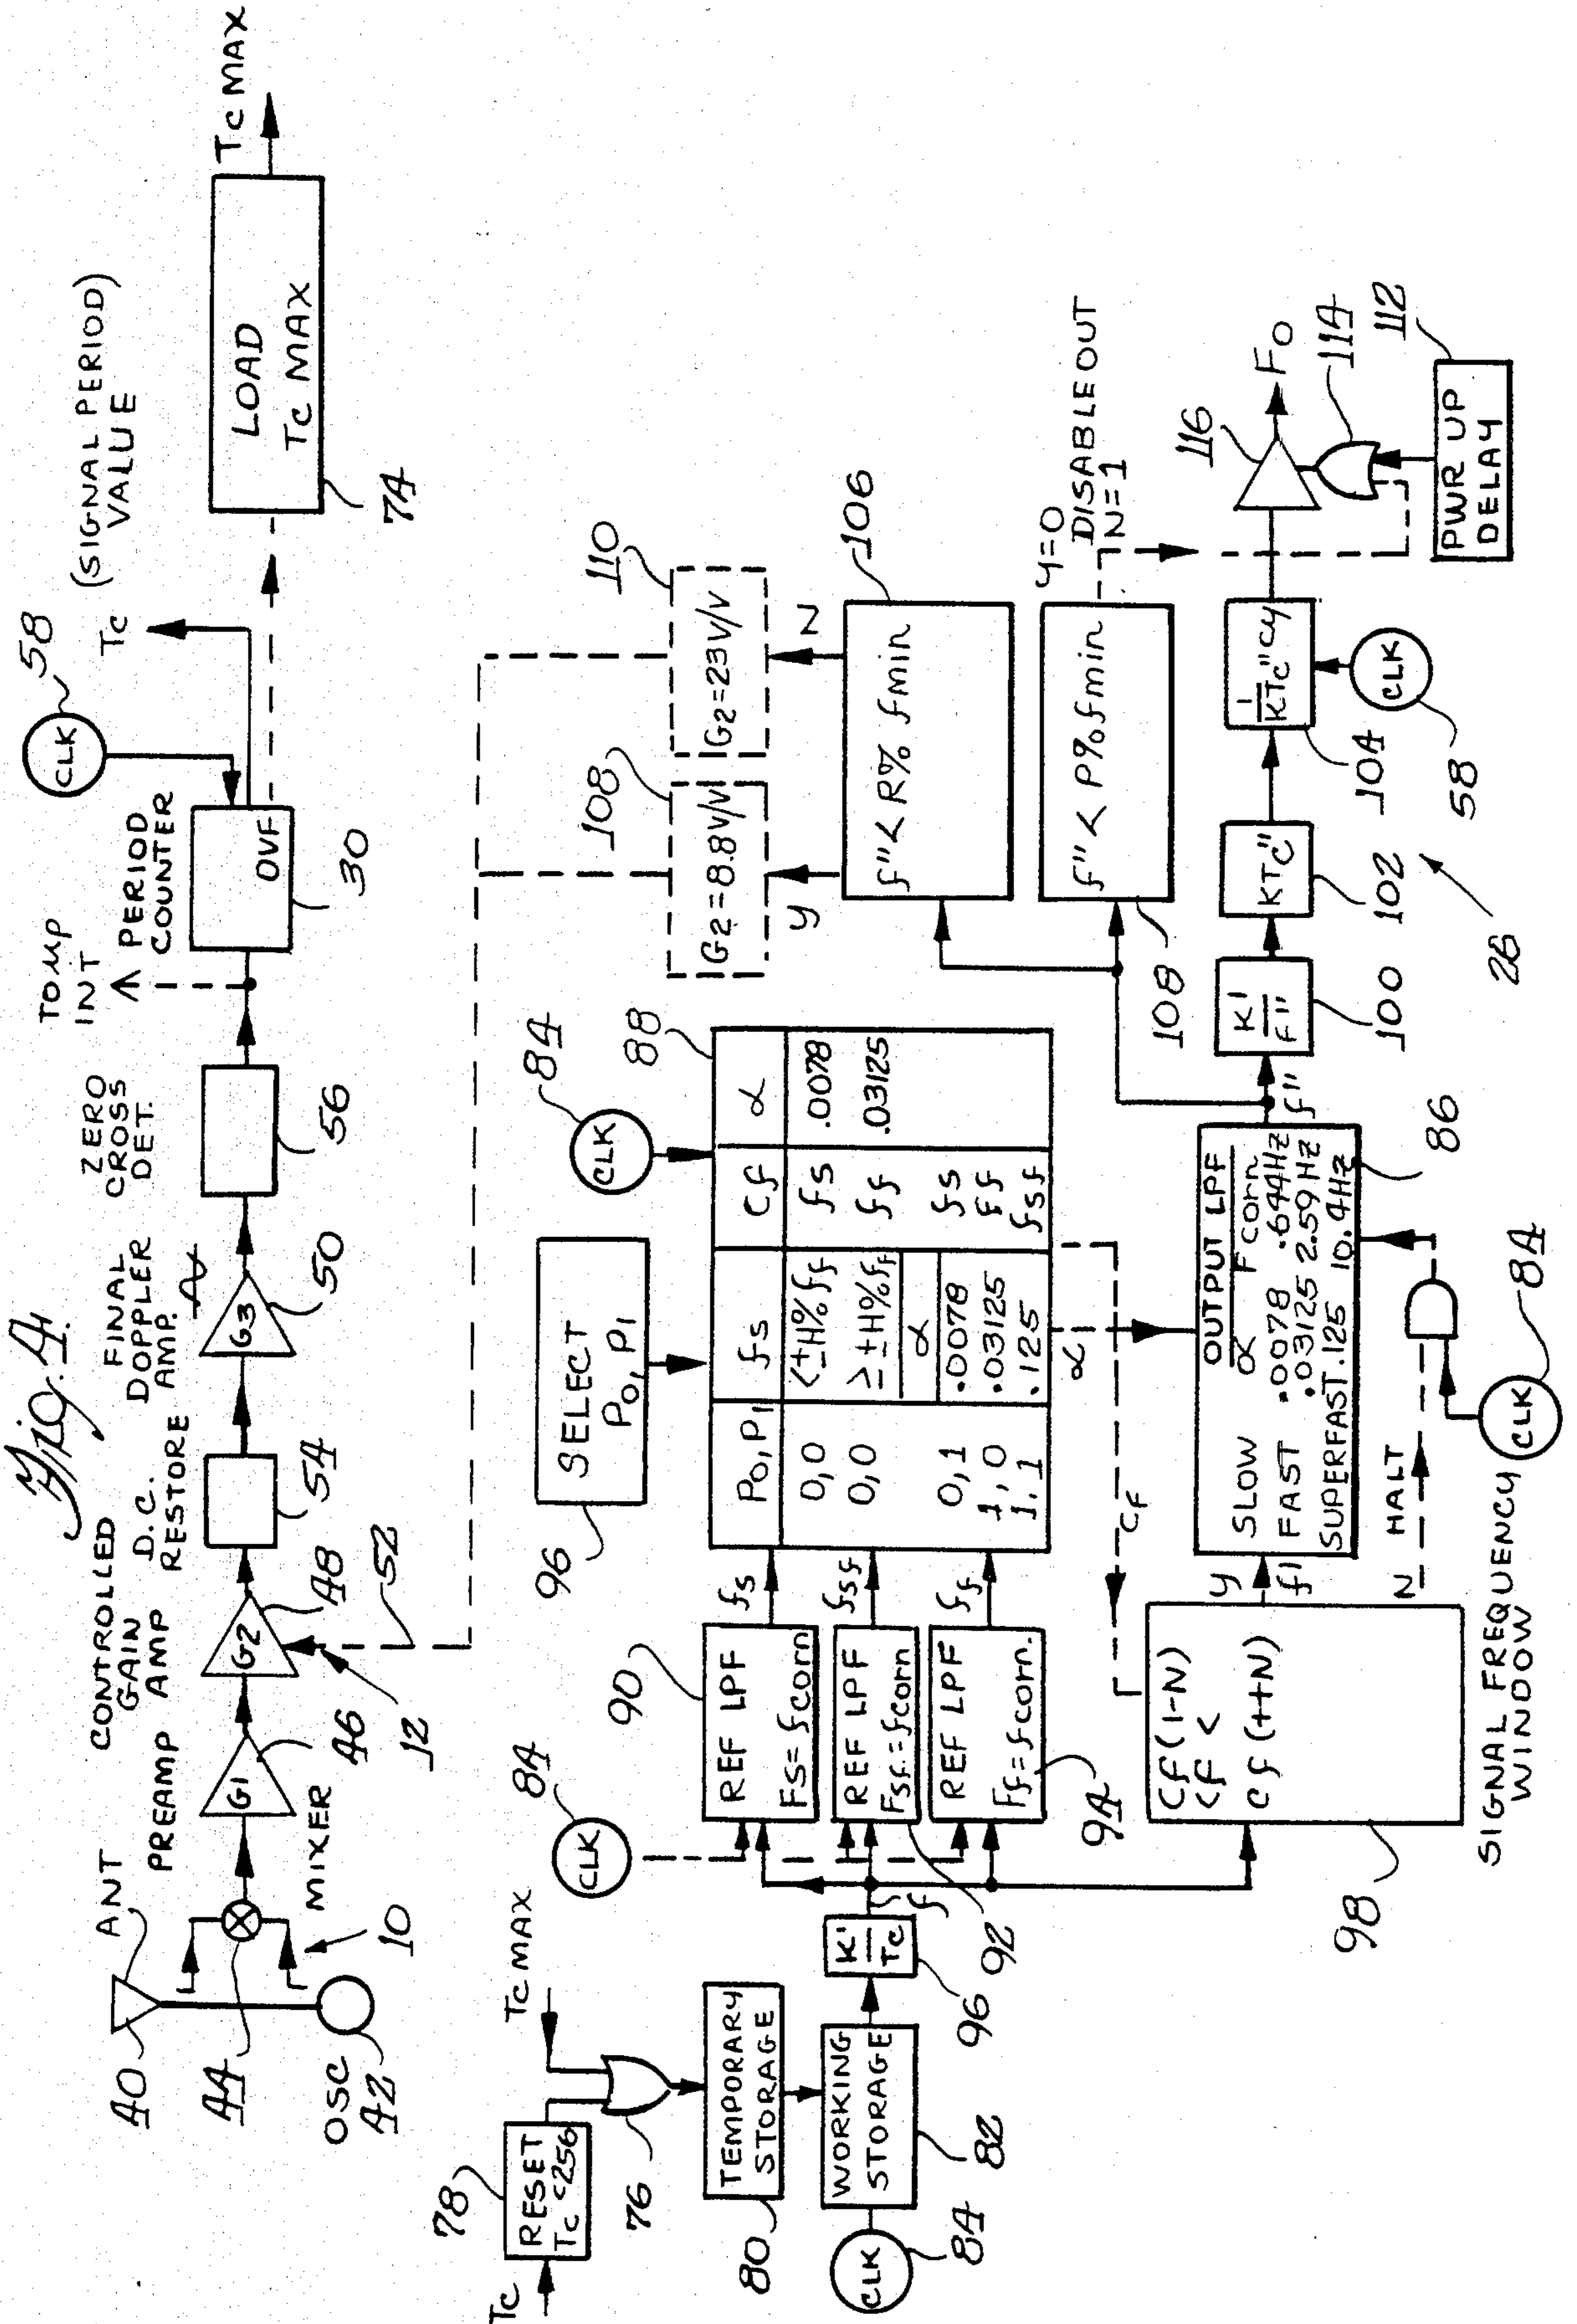 Fig. 4
ANT
40
44
OSC
42
10
MIXER
PREAMP
G1
46
12
CONTROLLED
GAIN
AMP
G2
48
52
D.C.
RESTORE
54
FINAL
DOPPLER
AMP.
G3
50
ZERO
CROSS
DET.
56
TO μP
INT
PERIOD
COUNTER
OVF
30
CLK
58
Tc (SIGNAL PERIOD)
VALUE
LOAD
Tc MAX
74
Tc MAX
Tc
78
RESET
Tc <256
Tc MAX
76
TEMPORARY
STORAGE
80
WORKING
STORAGE
82
CLK
84
K'
Tc
96
f
CLK
84
90
REF LPF
FS=fcorn
fs
REF LPF
Fsf.=fcorn
92
fsf
REF LPF
Ff=fcorn.
94
ff
SELECT
P0, P1
96
CLK
84
88
P0,P1 fs Cf α
0,0 <±H%ff fs .0078
0,0 ≥±H%ff ff .03125
α
0,1 .0078 fs
1,0 .03125 ff
1,1 .125 fsf
α
CF
Cf(1-N)
<f<
Cf(++N)
98
SIGNAL FREQUENCY
WINDOW
Y
f'
N HALT
CLK
84
OUTPUT LPF
α Fcorn
SLOW .0078 .644Hz
FAST .03125 2.59Hz
SUPERFAST .125 10.4Hz
86
f"
108
G2=8.8V/V
110
G2=23V/V
Y
N
f"<R% fmin
106
f"<P%fmin
108
Y=0
DISABLE OUT
N=1
K'
f"
100
KTc"
102
1
KTc" CY
104
CLK
58
28
116
F0
114
112
PWR UP
DELAY